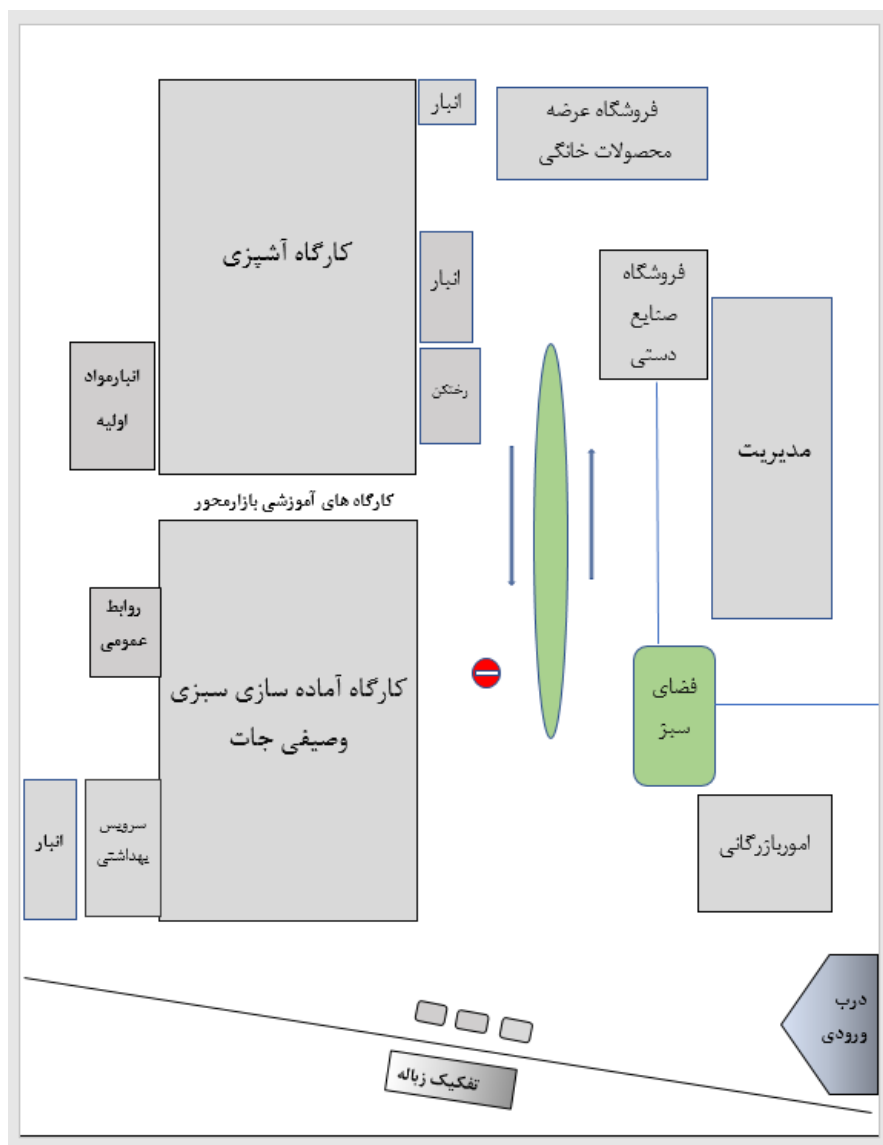 انبار
فروشگاه عرضه
محصولات خانگی
کارگاه آشپزی
انبار
فروشگاه
صنایع
دستی
انبارمواد
اولیه
رختکن
مدیریت
کارگاه های آموزشی بازارمحور
روابط
عمومی
کارگاه آماده سازی سبزی
وصیفی جات
فضای
سبز
سرویس
بهداشتی
انبار
اموربازرگانی
درب
ورودی
تفکیک زباله